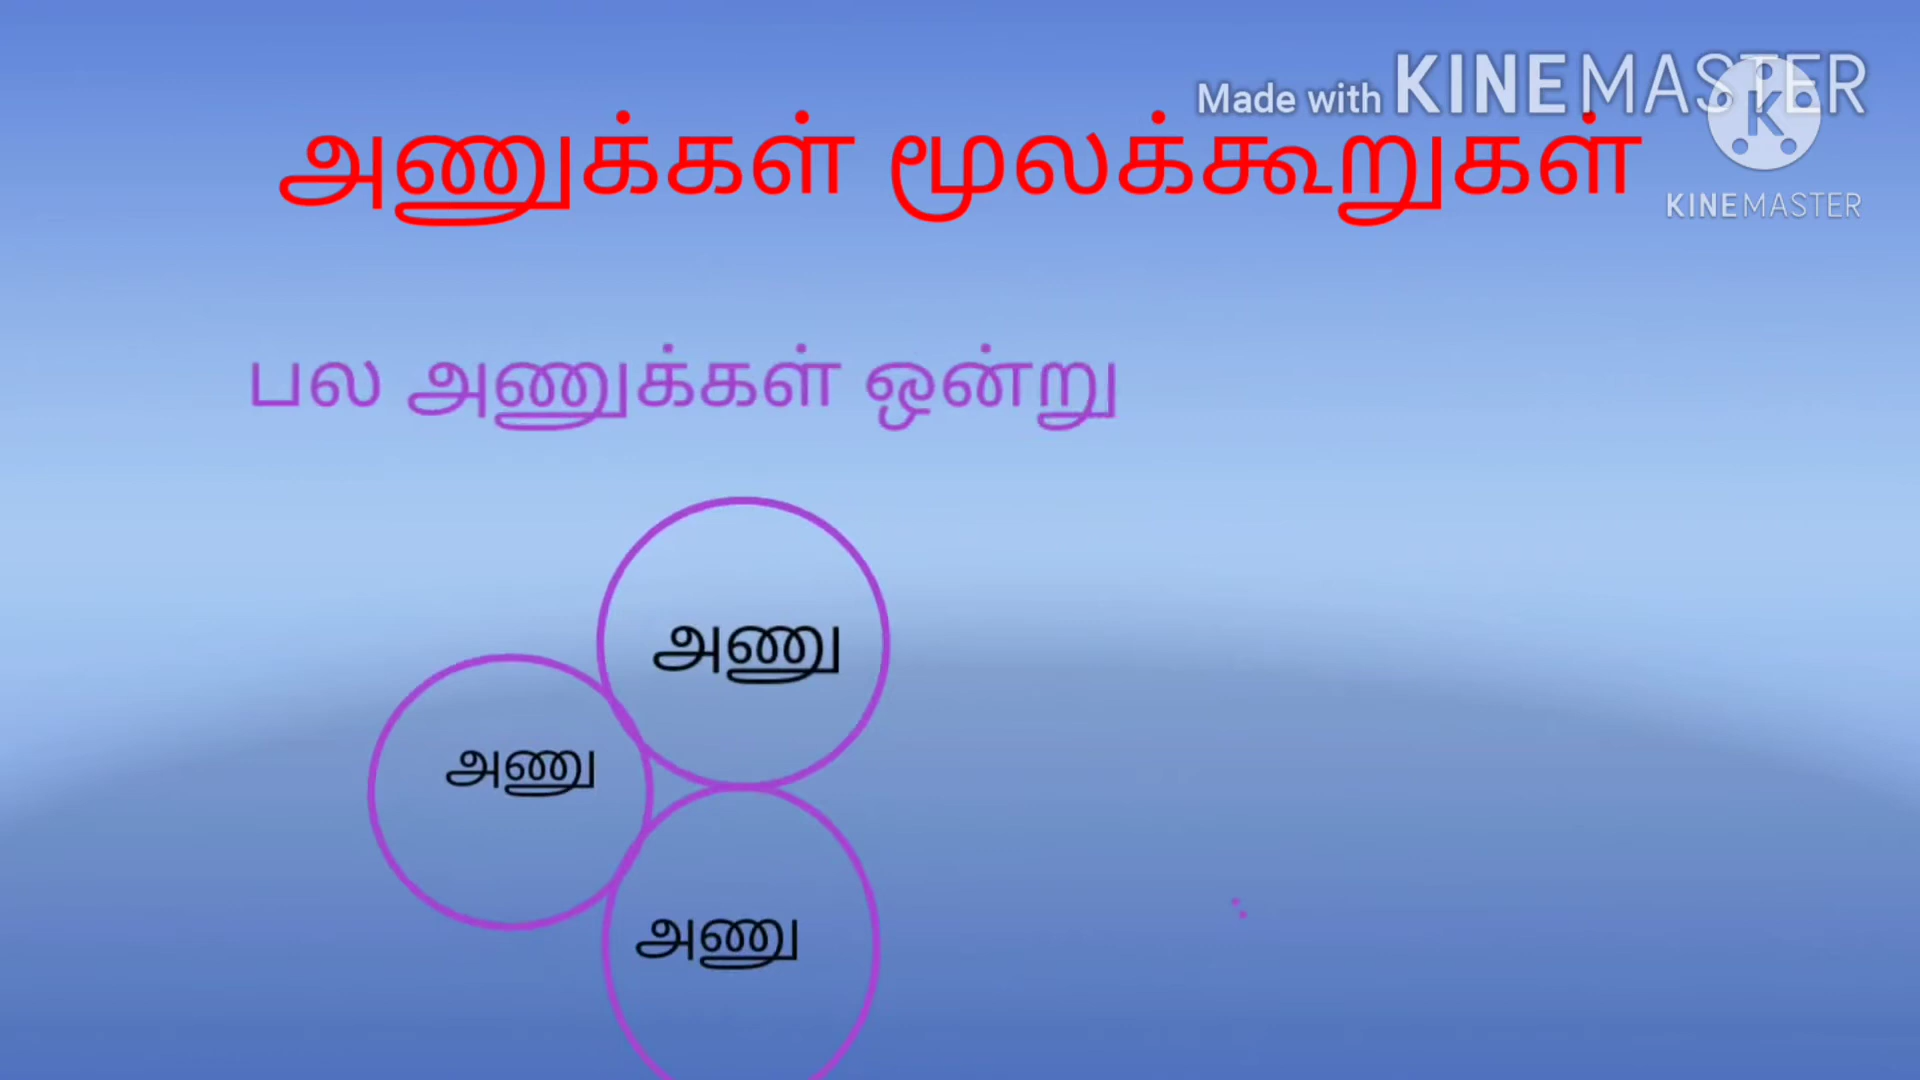 Made with KINEMASTER
அணுக்கள் மூலக்கூறுகள்
K
KINEMASTER
பல அணுக்கள் ஒன்று
அணு
அணு
அணு